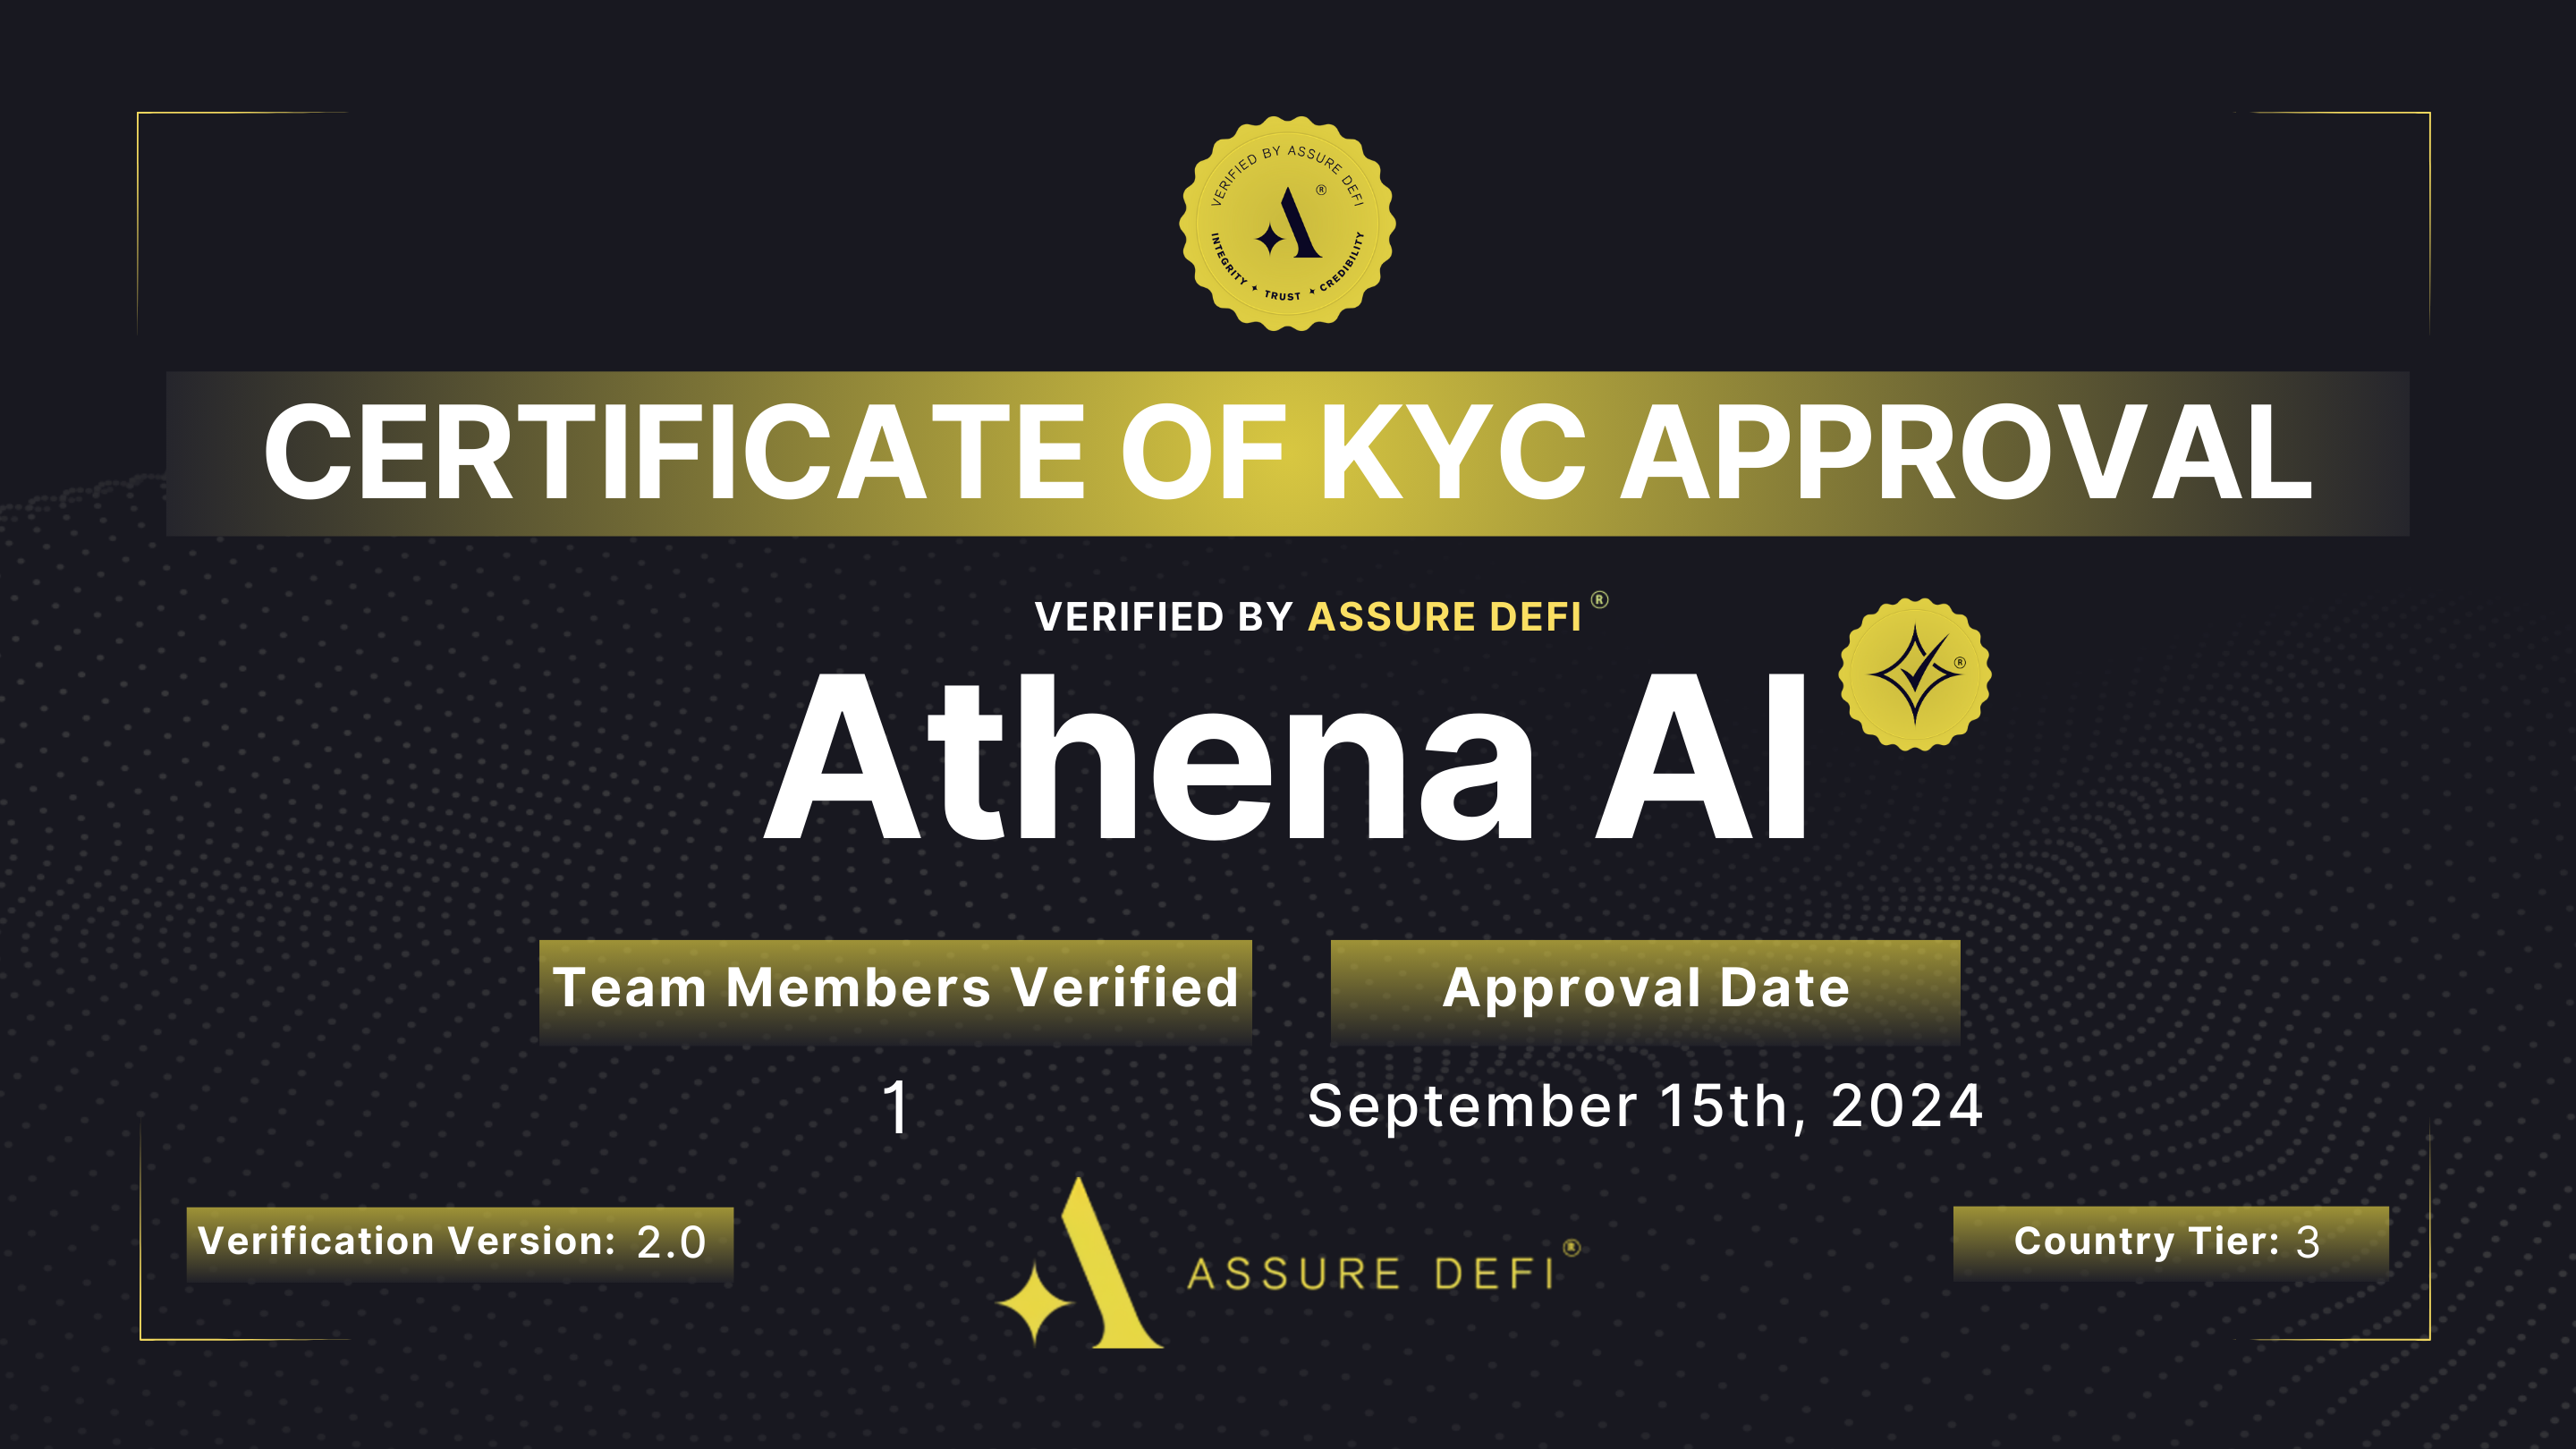 VERIFIED BY ASSURE DEFI
®
INTEGRITY ✦ TRUST ✦ CREDIBILITY
CERTIFICATE OF KYC APPROVAL
VERIFIED BY ASSURE DEFI®
Athena AI
®
Team Members Verified
1
Approval Date
September 15th, 2024
Verification Version: 2.0
ASSURE DEFI®
Country Tier: 3